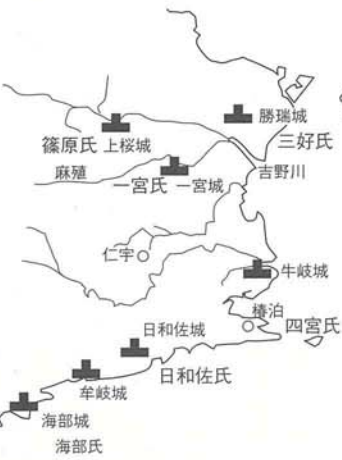 勝瑞城
三好氏
篠原氏 上桜城
麻殖
一宮氏 一宮城
吉野川
仁宇
牛岐城
椿泊
四宮氏
日和佐城
日和佐氏
牟岐城
海部城
海部氏